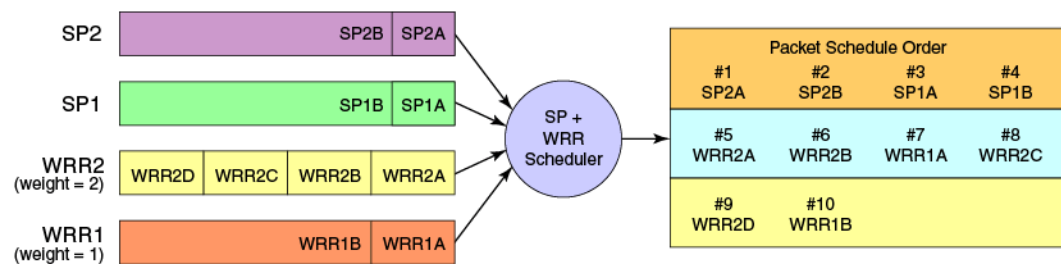 SP2
SP2B SP2A
SP1
SP1B SP1A
WRR2
(weight = 2)
WRR2D WRR2C WRR2B WRR2A
WRR1
(weight = 1)
WRR1B WRR1A
SP +
WRR
Scheduler
Packet Schedule Order
#1 #2 #3 #4
SP2A SP2B SP1A SP1B
#5 #6 #7 #8
WRR2A WRR2B WRR1A WRR2C
#9 #10
WRR2D WRR1B